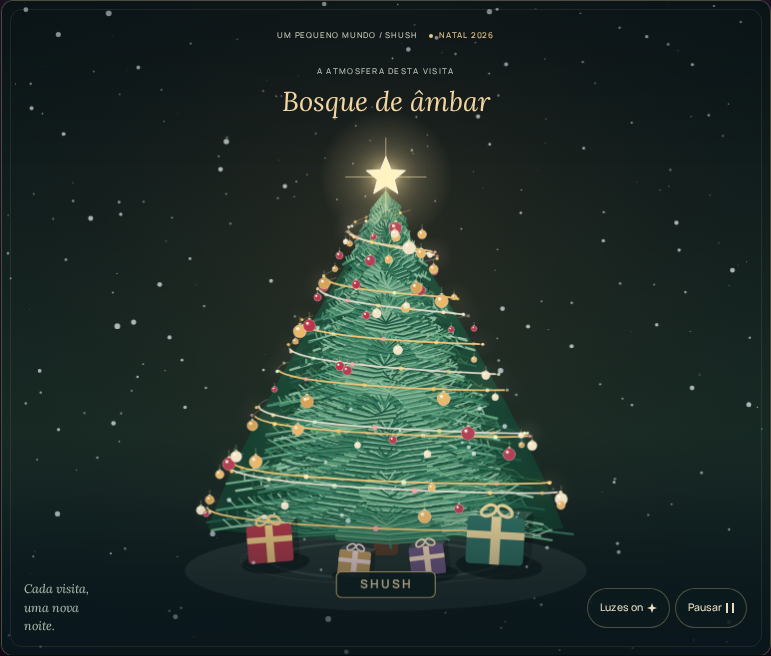 UM PEQUENO MUNDO / SHUSH
NATAL 2026
A ATMOSFERA DESTA VISITA
Bosque de âmbar
SHUSH
Cada visita,
uma nova
noite.
Luzes on
Pausar